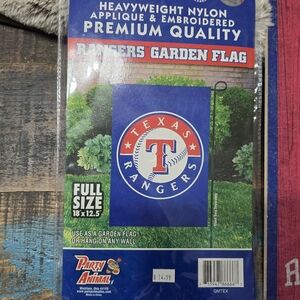 HEAVYWEIGHT NYLON
APPLIQUE & EMBROIDERED
PREMIUM QUALITY
RANGERS GARDEN FLAG
TEXAS
T
RANGERS
FULL
SIZE
18"x 12.5"
USE AS A GARDEN FLAG
OR HANG ON ANY WALL
Party
Animal
GMTEX